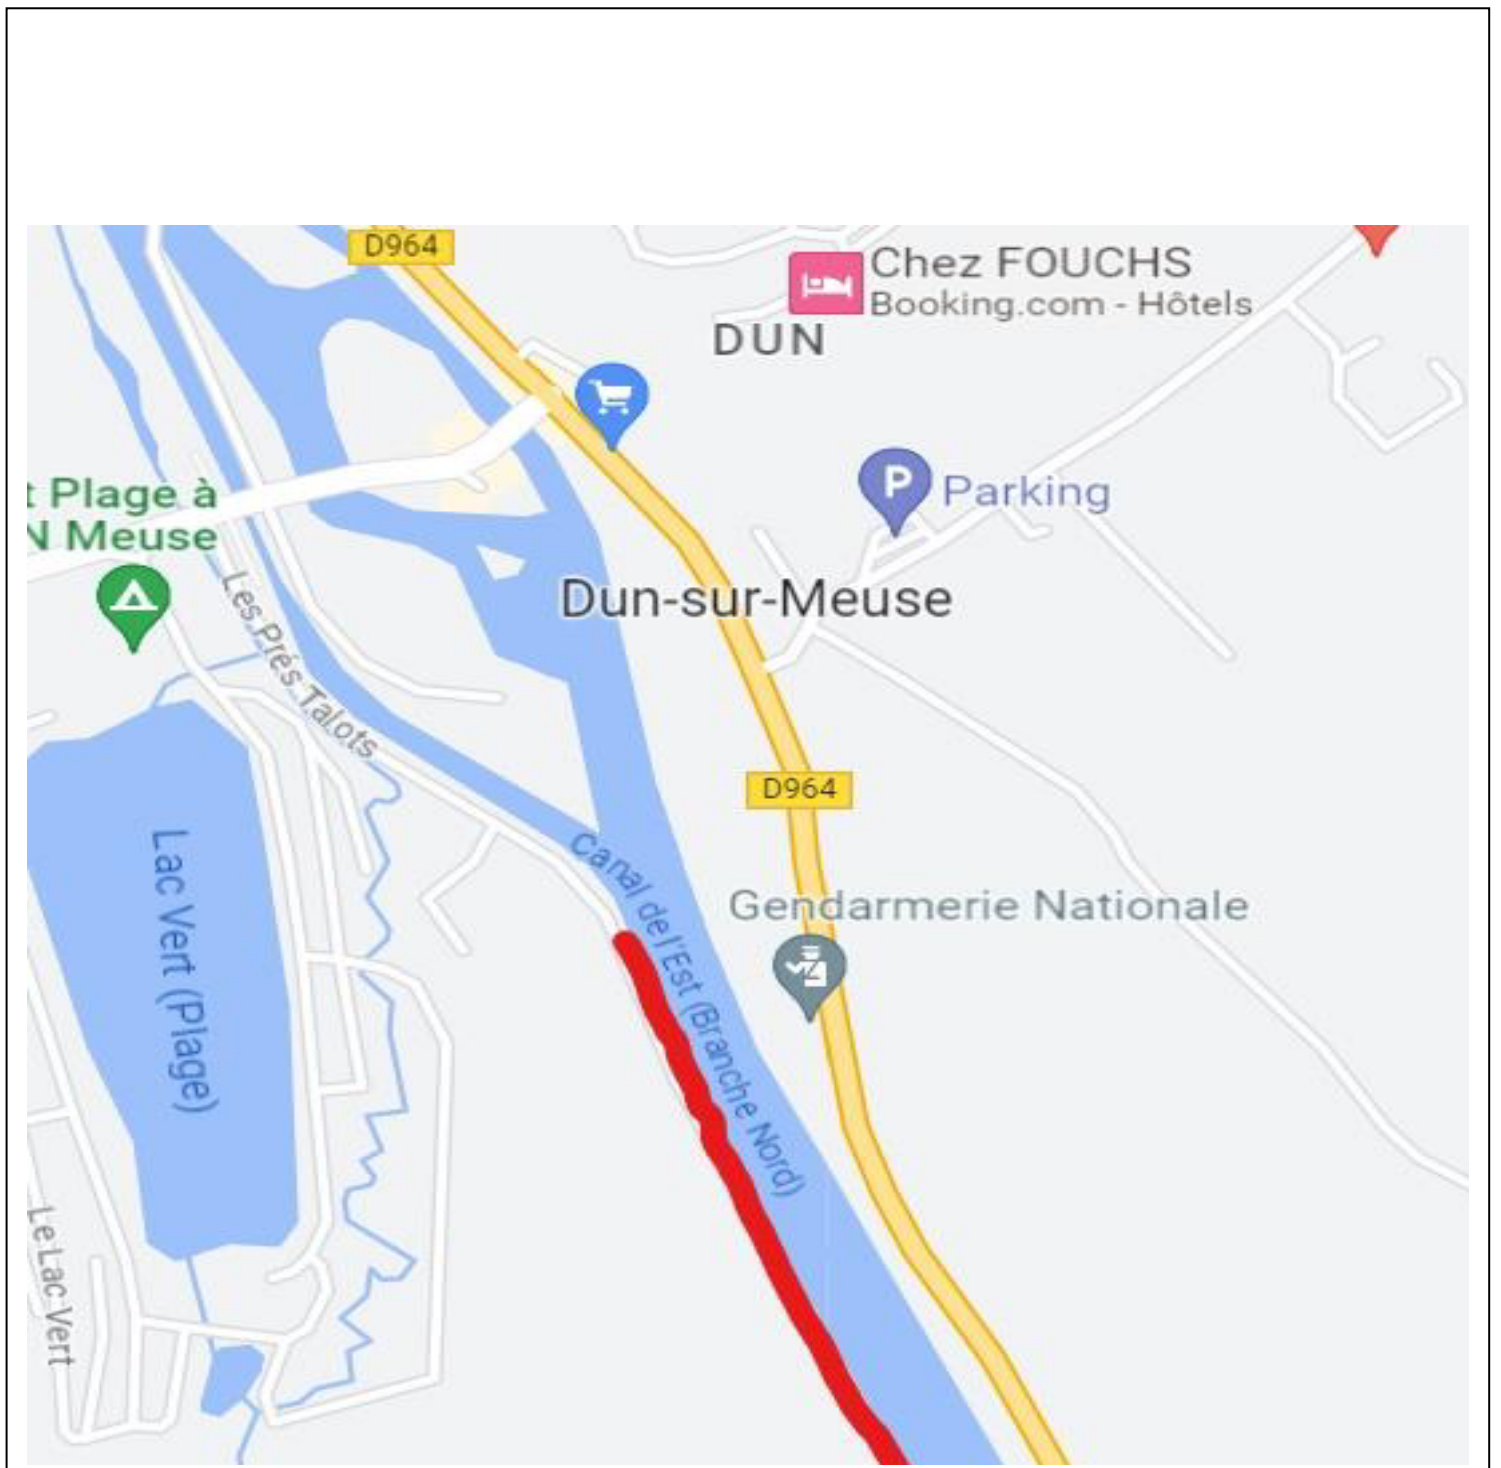 D964
Chez FOUCHS
Booking.com - Hôtels
DUN
P
Parking
t Plage à
N Meuse
Les Prés Talots
Dun-sur-Meuse
D964
Lac Vert (Plage)
Canal de l'Est (Branche Nord)
Gendarmerie Nationale
Le Lac Vert